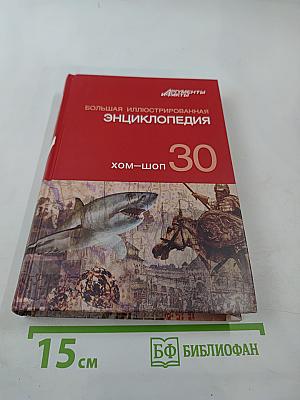 АРГУМЕНТЫ
И ФАКТЫ
БОЛЬШАЯ ИЛЛЮСТРИРОВАННАЯ
ЭНЦИКЛОПЕДИЯ
ХОМ–ШОП 30
15 см
БФ БИБЛИОФАН